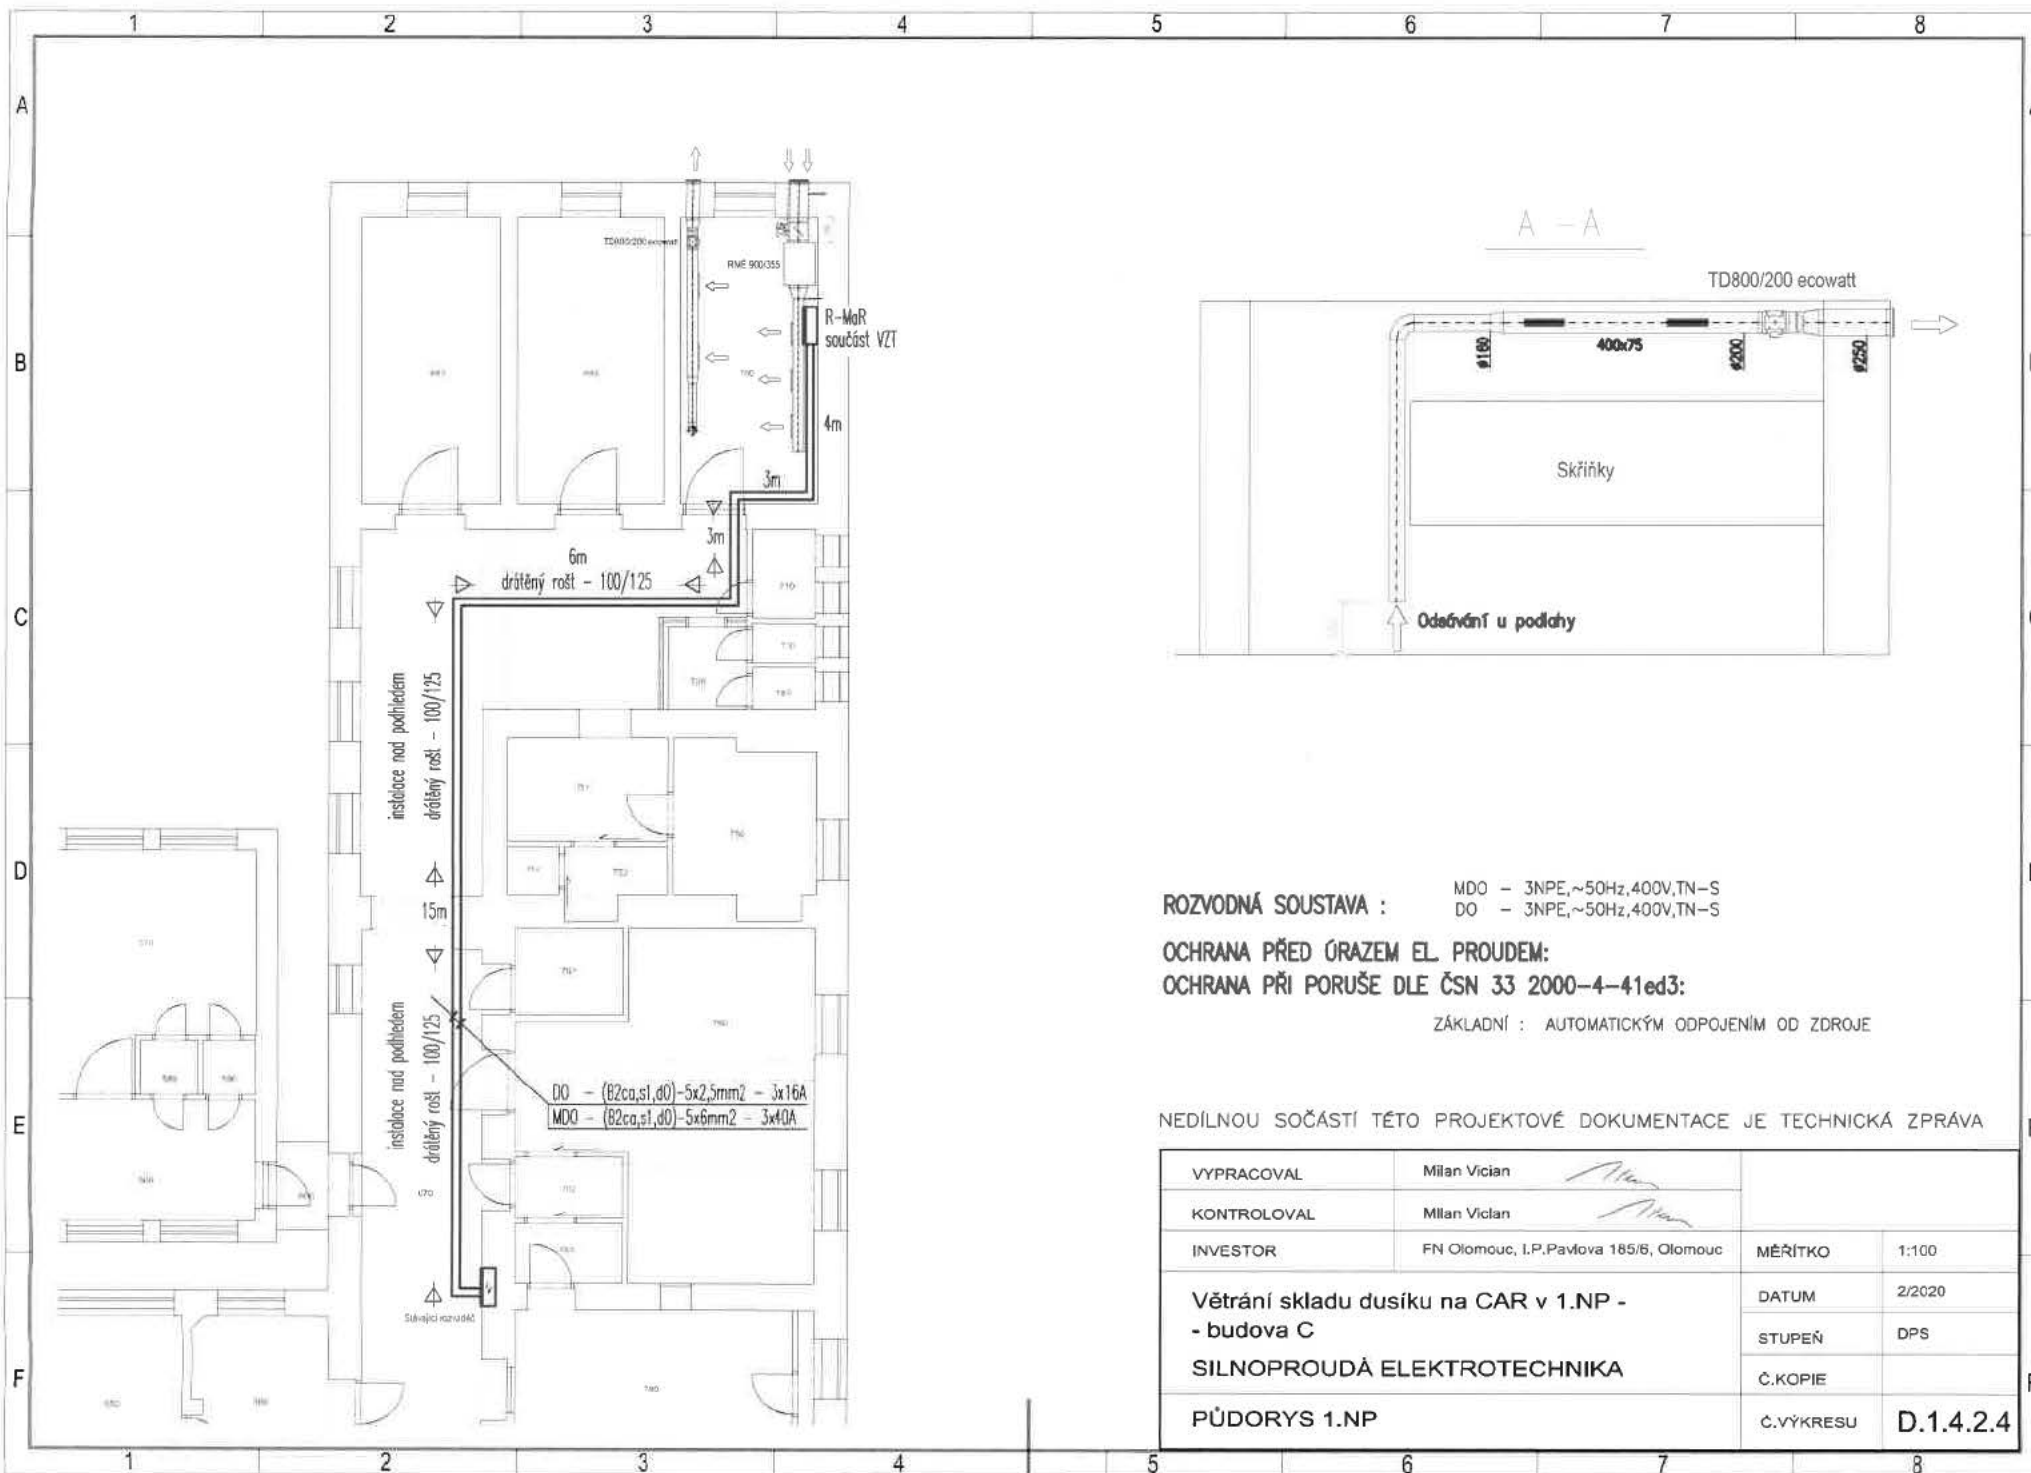 1 2 3 4 5 6 7 8
A
B
C
D
E
F
TD800/200 ecowatt
RMÉ 900/355
R-MaR
součást VZT
4m
3m
3m
6m
drátěný rošt - 100/125
instalace nad podhledem
drátěný rošt - 100/125
15m
instalace nad podhledem
drátěný rošt - 100/125
DO - (B2ca,s1,d0)-5x2,5mm2 - 3x16A
MDO - (B2ca,s1,d0)-5x6mm2 - 3x40A
A - A
TD800/200 ecowatt
ø160
400x75
ø200
ø250
Skříňky
Odsávání u podlahy
ROZVODNÁ SOUSTAVA :
MDO - 3NPE,~50Hz,400V,TN-S
DO - 3NPE,~50Hz,400V,TN-S
OCHRANA PŘED ÚRAZEM EL. PROUDEM:
OCHRANA PŘI PORUŠE DLE ČSN 33 2000-4-41ed3:
ZÁKLADNÍ : AUTOMATICKÝM ODPOJENÍM OD ZDROJE
NEDÍLNOU SOČÁSTÍ TÉTO PROJEKTOVÉ DOKUMENTACE JE TECHNICKÁ ZPRÁVA
VYPRACOVAL Milan Vician
KONTROLOVAL Milan Vician
INVESTOR FN Olomouc, I.P.Pavlova 185/6, Olomouc
MĚŘÍTKO 1:100
Větrání skladu dusíku na CAR v 1.NP -
- budova C
SILNOPROUDÁ ELEKTROTECHNIKA
DATUM 2/2020
STUPEŇ DPS
Č.KOPIE
PŮDORYS 1.NP
Č.VÝKRESU D.1.4.2.4
1 2 3 4 5 6 7 8